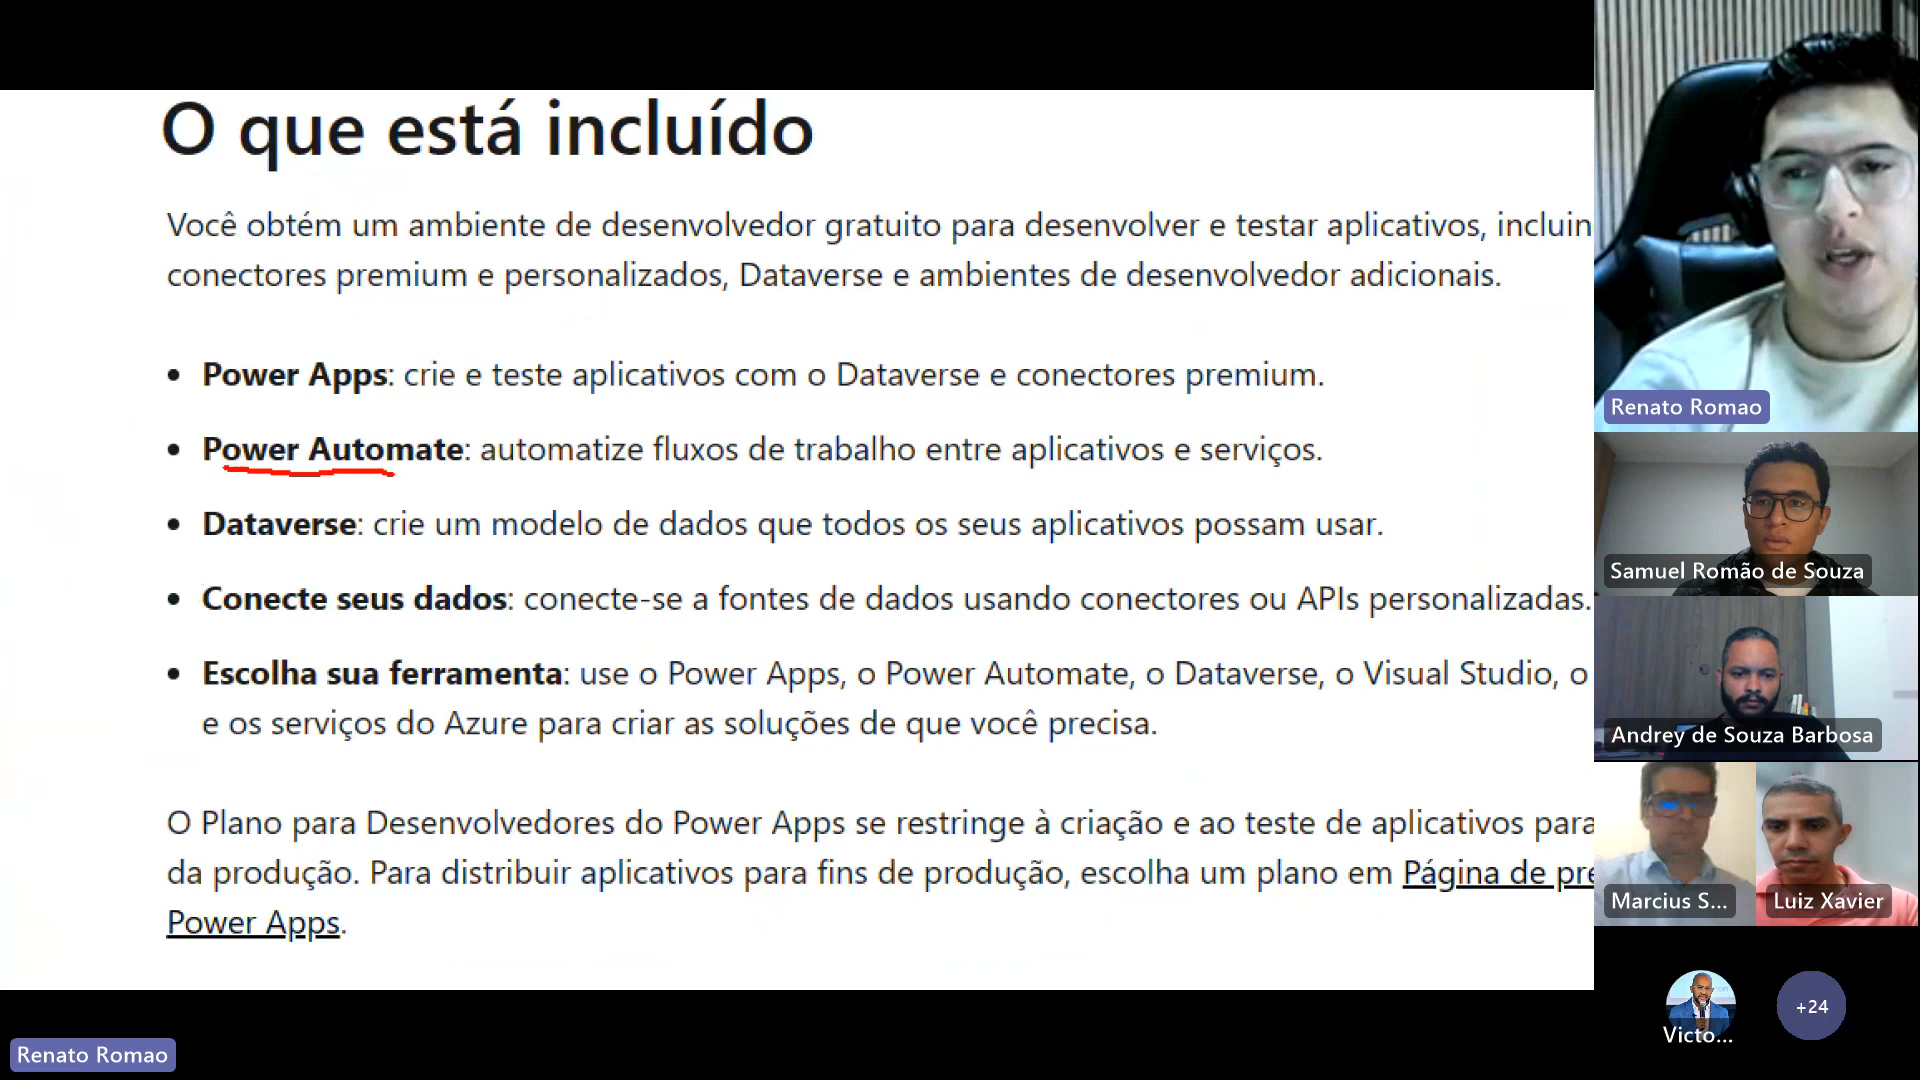 O que está incluído
Você obtém um ambiente de desenvolvedor gratuito para desenvolver e testar aplicativos, incluin
conectores premium e personalizados, Dataverse e ambientes de desenvolvedor adicionais.
• Power Apps: crie e teste aplicativos com o Dataverse e conectores premium.
• Power Automate: automatize fluxos de trabalho entre aplicativos e serviços.
• Dataverse: crie um modelo de dados que todos os seus aplicativos possam usar.
• Conecte seus dados: conecte-se a fontes de dados usando conectores ou APIs personalizadas.
• Escolha sua ferramenta: use o Power Apps, o Power Automate, o Dataverse, o Visual Studio, o
e os serviços do Azure para criar as soluções de que você precisa.
O Plano para Desenvolvedores do Power Apps se restringe à criação e ao teste de aplicativos para
da produção. Para distribuir aplicativos para fins de produção, escolha um plano em Página de pre
Power Apps.
Renato Romao
Renato Romao
Samuel Romão de Souza
Andrey de Souza Barbosa
Marcius S...
Luiz Xavier
Victo...
+24